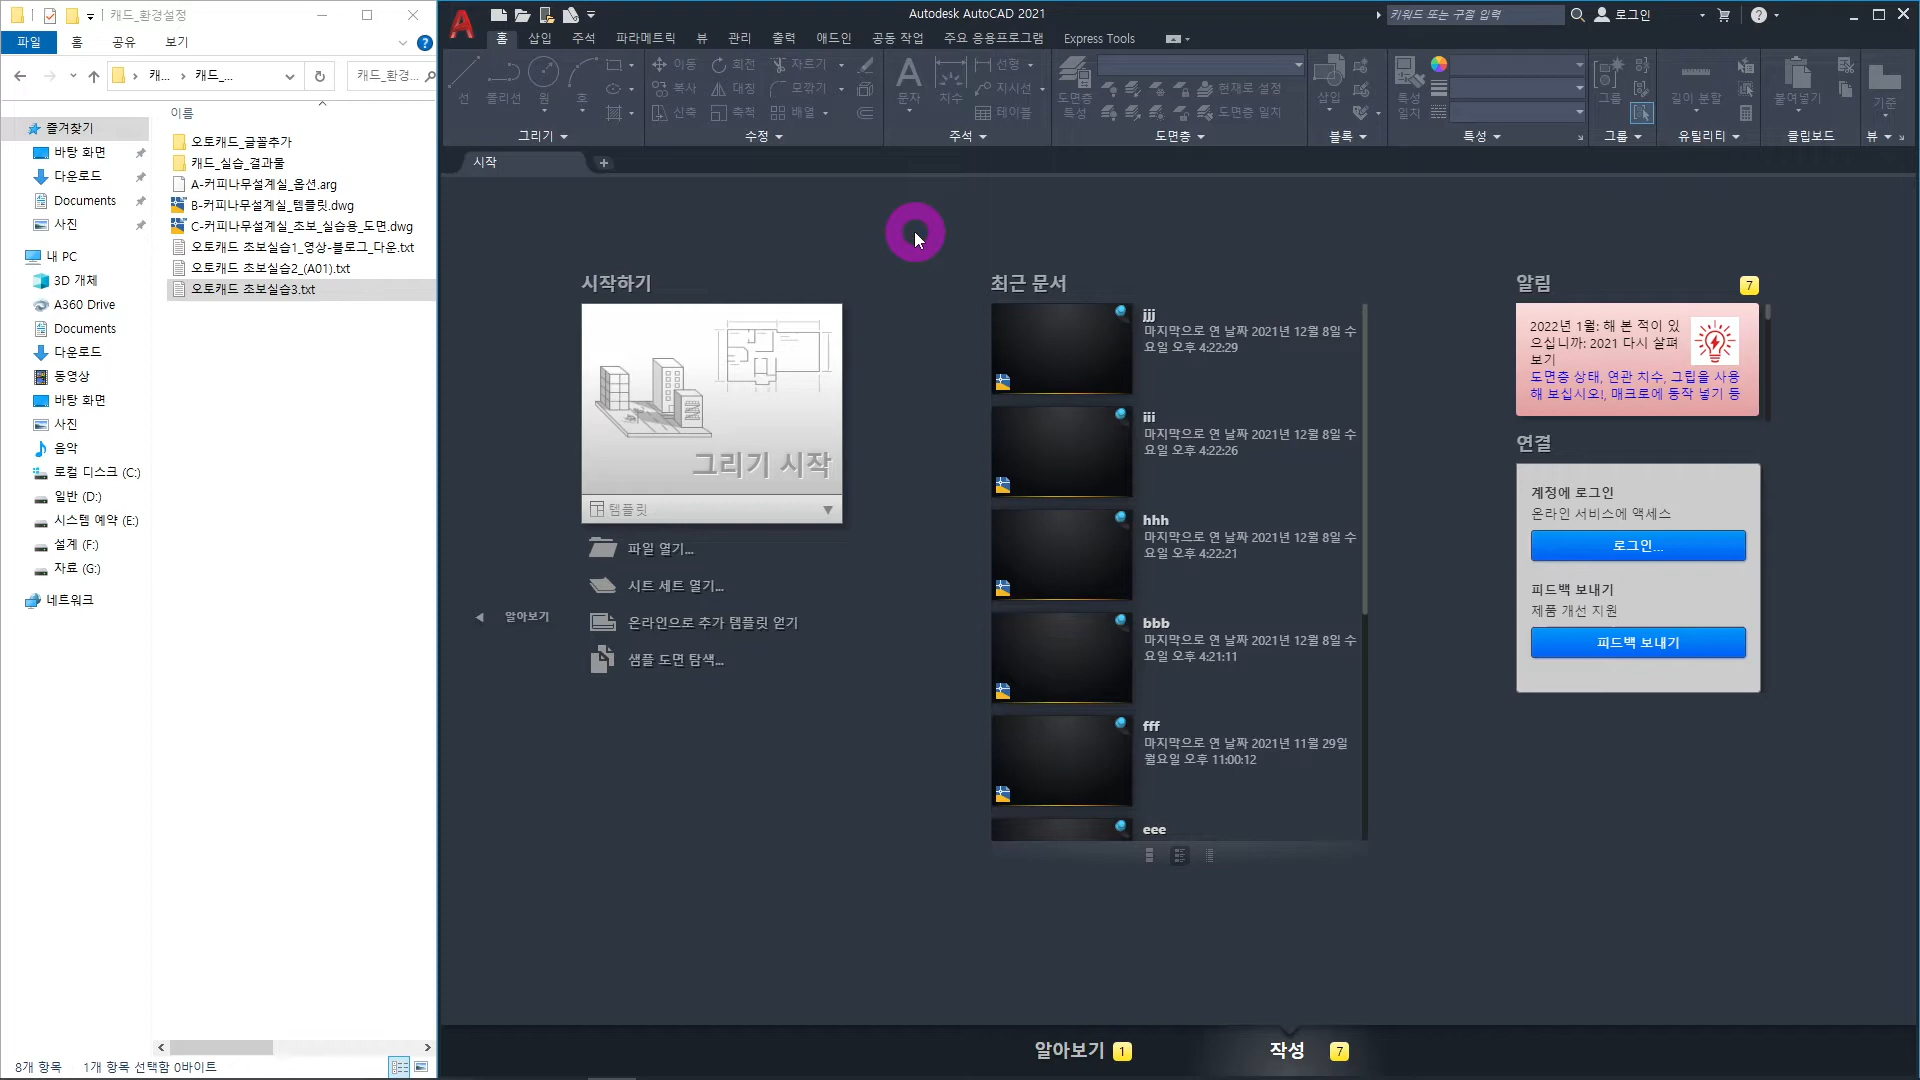 캐드_환경설정
파일
홈
공유
보기
캐...
캐드_...
캐드_환경...
이름
즐겨찾기
바탕 화면
다운로드
Documents
사진
내 PC
3D 개체
A360 Drive
Documents
다운로드
동영상
바탕 화면
사진
음악
로컬 디스크 (C:)
일반 (D:)
시스템 예약 (E:)
설계 (F:)
자료 (G:)
네트워크
오토캐드_글꼴추가
캐드_실습_결과물
A-커피나무설계실_옵션.arg
B-커피나무설계실_템플릿.dwg
C-커피나무설계실_초보_실습용_도면.dwg
오토캐드 초보실습1_영상-블로그_다운.txt
오토캐드 초보실습2_(A01).txt
오토캐드 초보실습3.txt
8개 항목
1개 항목 선택함 0바이트
Autodesk AutoCAD 2021
키워드 또는 구절 입력
로그인
홈
삽입
주석
파라메트릭
뷰
관리
출력
애드인
공동 작업
주요 응용프로그램
Express Tools
선
폴리선
원
호
그리기
이동
회전
자르기
복사
대칭
모깎기
신축
축척
배열
수정
문자
치수
선형
지시선
테이블
주석
도면층
특성
현재로 설정
도면층 일치
도면층
삽입
블록
특성
일치
특성
그룹
그룹
길이 분할
유틸리티
붙여넣기
클립보드
기준
뷰
시작
시작하기
그리기 시작
템플릿
파일 열기...
시트 세트 열기...
온라인으로 추가 템플릿 얻기
샘플 도면 탐색...
알아보기
최근 문서
jjj
마지막으로 연 날짜 2021년 12월 8일 수
요일 오후 4:22:29
iii
마지막으로 연 날짜 2021년 12월 8일 수
요일 오후 4:22:26
hhh
마지막으로 연 날짜 2021년 12월 8일 수
요일 오후 4:22:21
bbb
마지막으로 연 날짜 2021년 12월 8일 수
요일 오후 4:21:11
fff
마지막으로 연 날짜 2021년 11월 29일
월요일 오후 11:00:12
eee
알림
7
2022년 1월: 해 본 적이 있
으십니까: 2021 다시 살펴
보기
도면층 상태, 연관 치수, 그립을 사용
해 보십시오!, 매크로에 동작 넣기 등
연결
계정에 로그인
온라인 서비스에 액세스
로그인...
피드백 보내기
제품 개선 지원
피드백 보내기
알아보기 1
작성 7